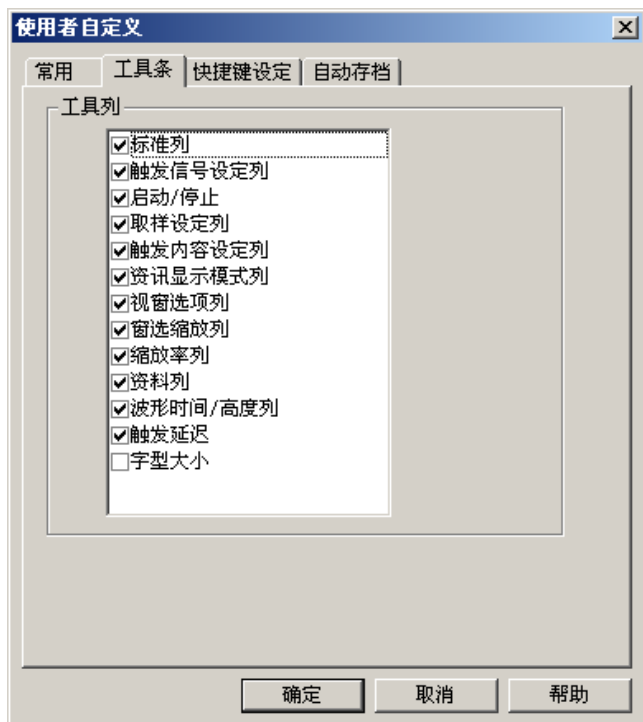 使用者自定义
常用 工具条 快捷键设定 自动存档
工具列
标准列
触发信号设定列
启动/停止
取样设定列
触发内容设定列
资讯显示模式列
视窗选项列
窗选缩放列
缩放率列
资料列
波形时间/高度列
触发延迟
字型大小
确定 取消 帮助